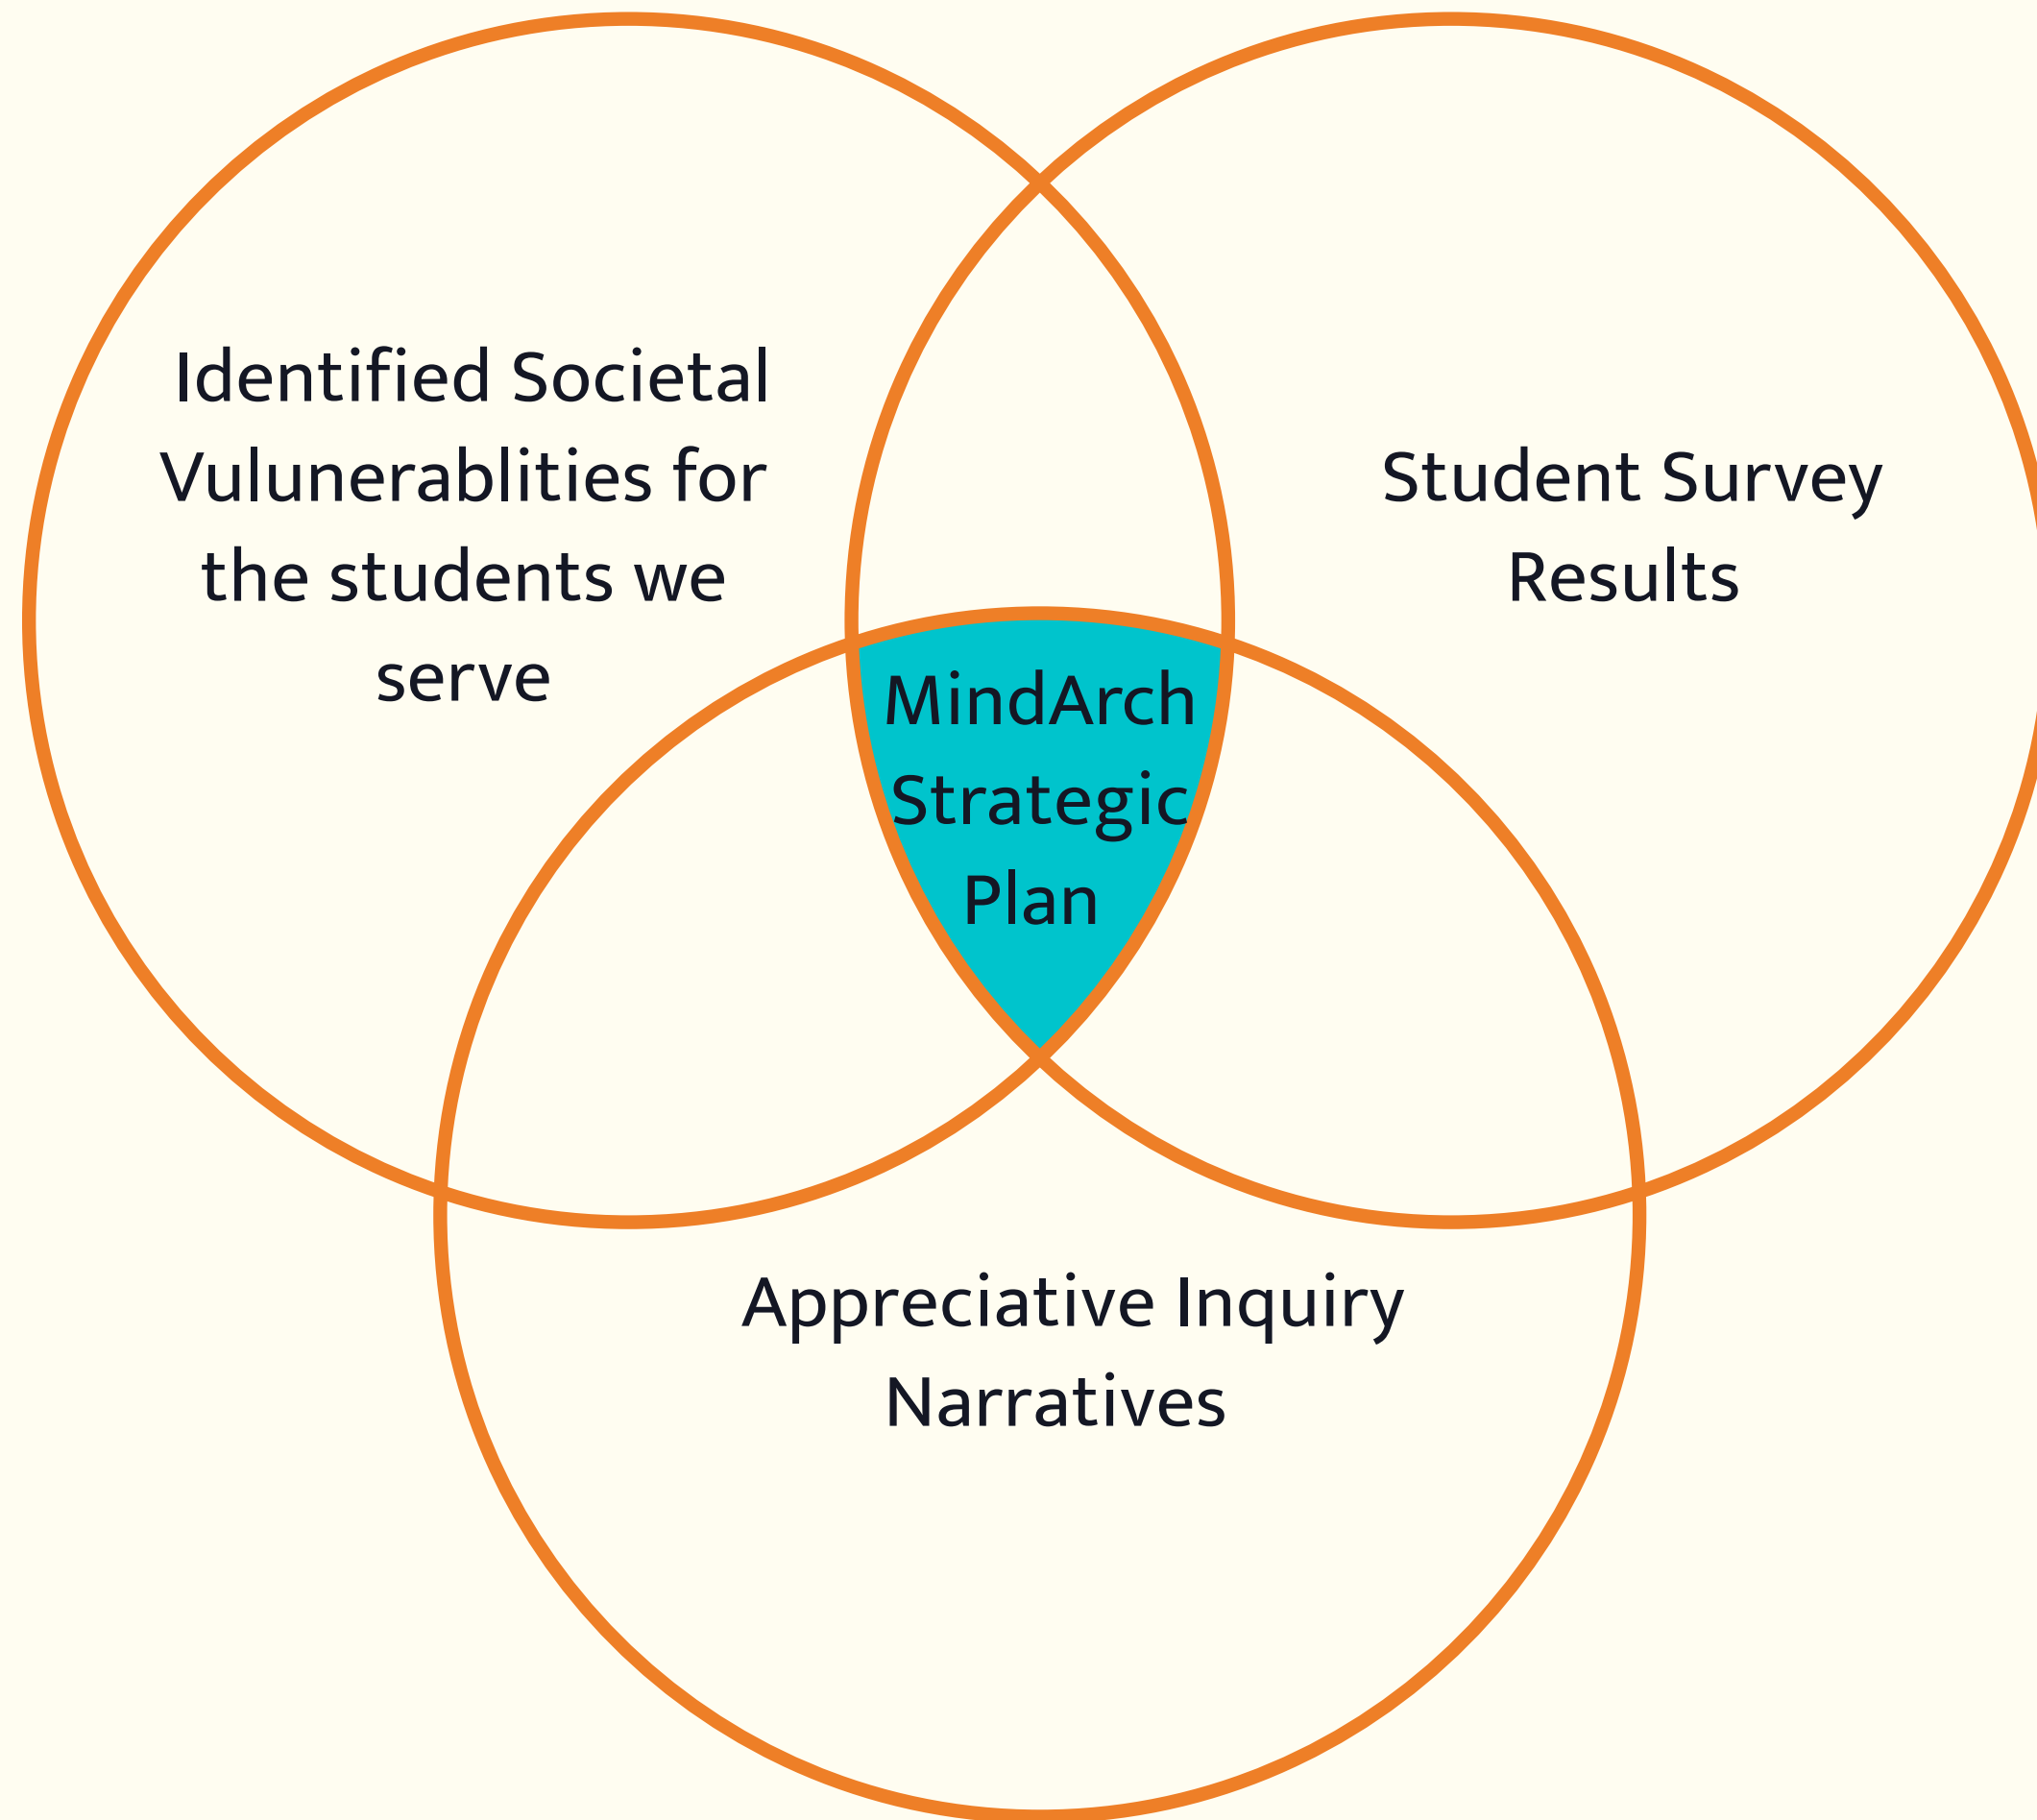 Identified Societal
Vulunerablities for
the students we
serve
Student Survey
Results
MindArch
Strategic
Plan
Appreciative Inquiry
Narratives